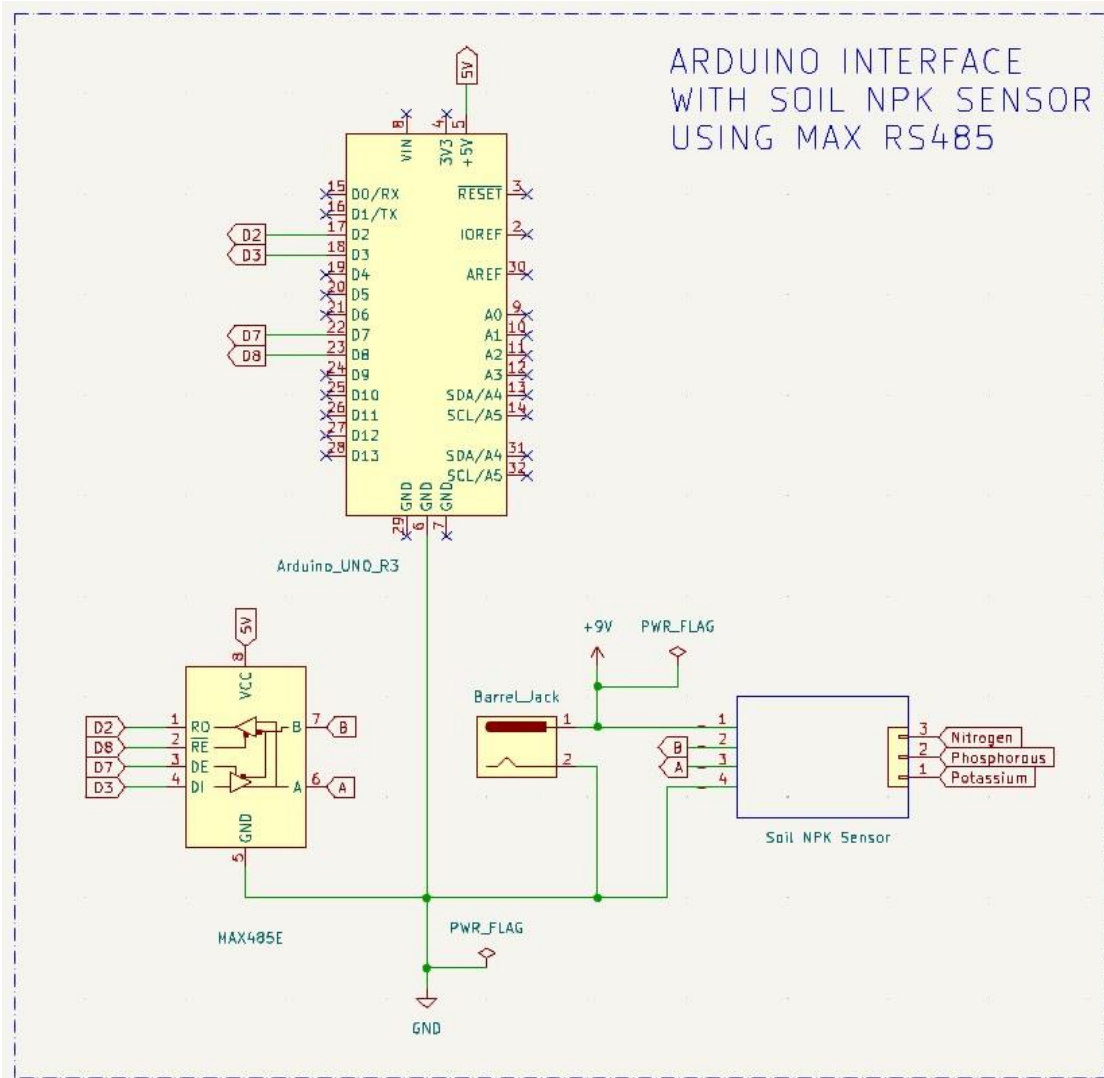 ARDUINO INTERFACE
WITH SOIL NPK SENSOR
USING MAX RS485
5V
8
4
5
VIN
3V3
+5V
15
D0/RX
RESET
3
16
D1/TX
D2
17
D2
IOREF
2
D3
18
D3
19
D4
AREF
30
20
D5
21
D6
A0
9
D7
22
D7
A1
10
D8
23
D8
A2
11
24
D9
A3
12
25
D10
SDA/A4
13
26
D11
SCL/A5
14
27
D12
28
D13
SDA/A4
31
SCL/A5
32
GND
GND
GND
29
6
7
Arduino_UNO_R3
5V
8
VCC
D2
1
RO
B
7
B
D8
2
RE
D7
3
DE
D3
4
DI
A
6
A
GND
5
MAX485E
+9V
PWR_FLAG
Barrel_Jack
1
2
1
B
2
A
3
4
3
Nitrogen
2
Phosphorous
1
Potassium
Soil NPK Sensor
PWR_FLAG
GND